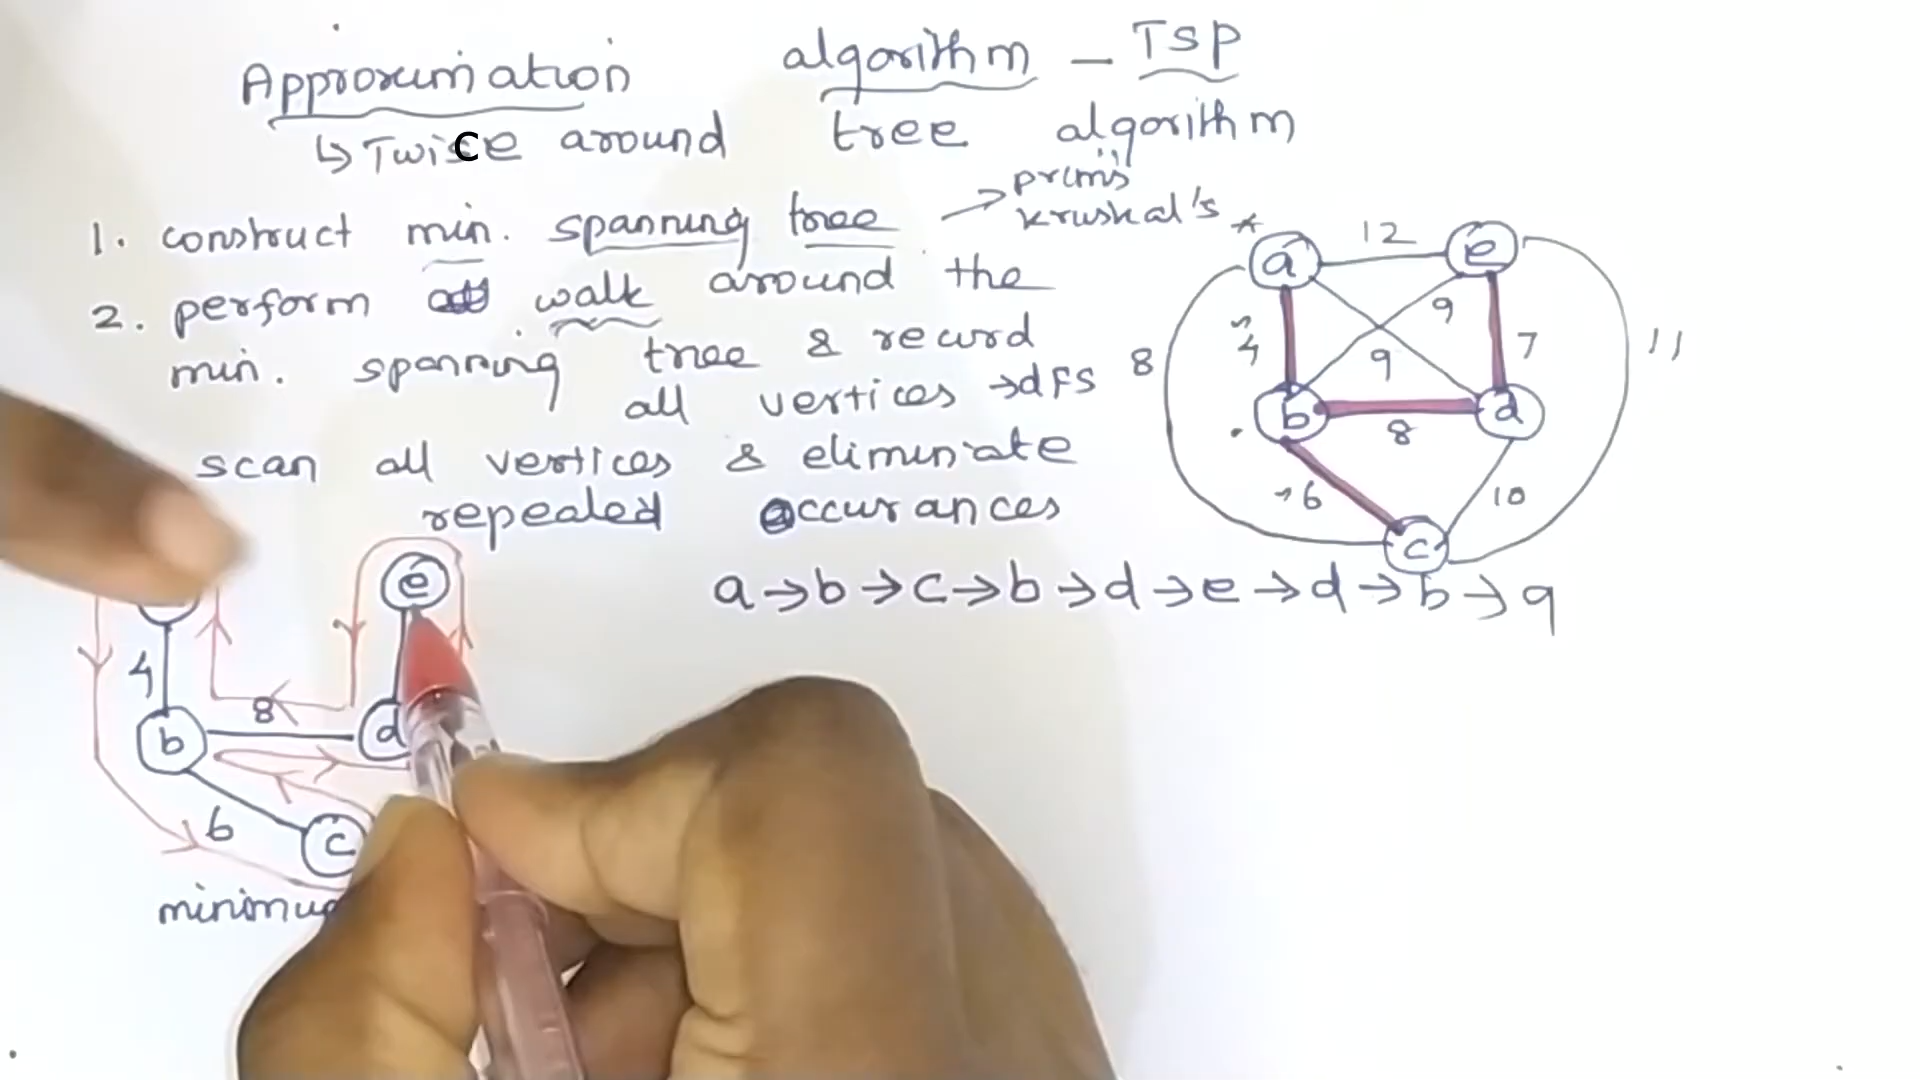 Approximation algorithm - TSP
↳ Twice around tree algorithm
1. construct min. spanning tree → prim's
kruskal's
2. perform walk around the
min. spanning tree & record
all vertices → dfs
scan all vertices & eliminate
repeated occurances
a 12 e
4 9 9 7
8 11
b 8 d
6 10
c
a→b→c→b→d→e→d→b→a
e
4
b 8 d
6 c